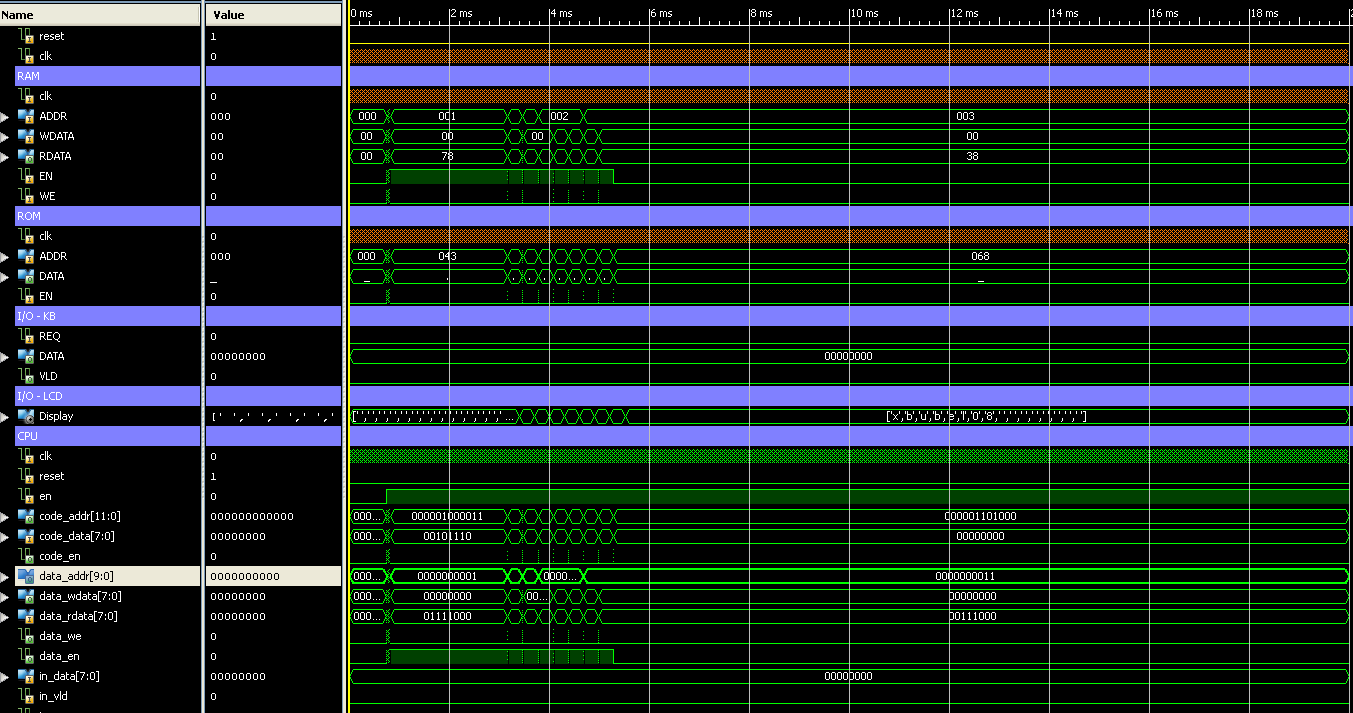 Name Value 0 ms 2 ms 4 ms 6 ms 8 ms 10 ms 12 ms 14 ms 16 ms 18 ms
reset 1
clk 0
RAM
clk 0
ADDR 000 000 001 002 003
WDATA 00 00 00 00 00
RDATA 00 00 78 38
EN 0
WE 0
ROM
clk 0
ADDR 000 000 043 068
DATA _ _ . . . . . . . _
EN 0
I/O - KB
REQ 0
DATA 00000000 00000000
VLD 0
I/O - LCD
Display ['x','b','u','b','e','l','0','8',' ',' ',' ',' ',' ',' ',' ',' ']
CPU
clk 0
reset 1
en 0
code_addr[11:0] 000000000000 000... 000001000011 000001101000
code_data[7:0] 00000000 000... 00101110 00000000
code_en 0
data_addr[9:0] 0000000000 000... 0000000001 0000... 0000000011
data_wdata[7:0] 00000000 000... 00000000 00... 00000000
data_rdata[7:0] 00000000 000... 01111000 00111000
data_we 0
data_en 0
in_data[7:0] 00000000 00000000
in_vld 0